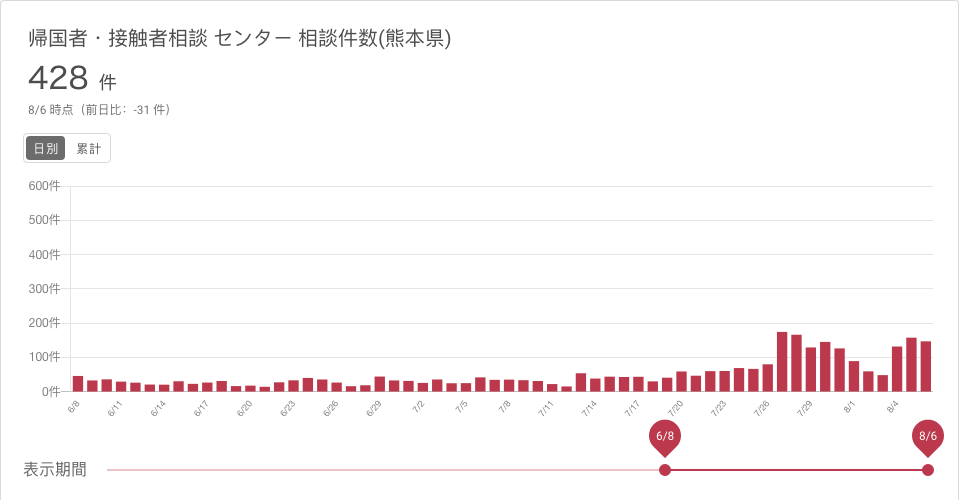 帰国者・接触者相談 センター 相談件数(熊本県)
428 件
8/6 時点（前日比：-31 件）
日別 累計
600件
500件
400件
300件
200件
100件
0件
6/8 6/11 6/14 6/17 6/20 6/23 6/26 6/29 7/2 7/5 7/8 7/11 7/14 7/17 7/20 7/23 7/26 7/29 8/1 8/4
6/8 8/6
表示期間